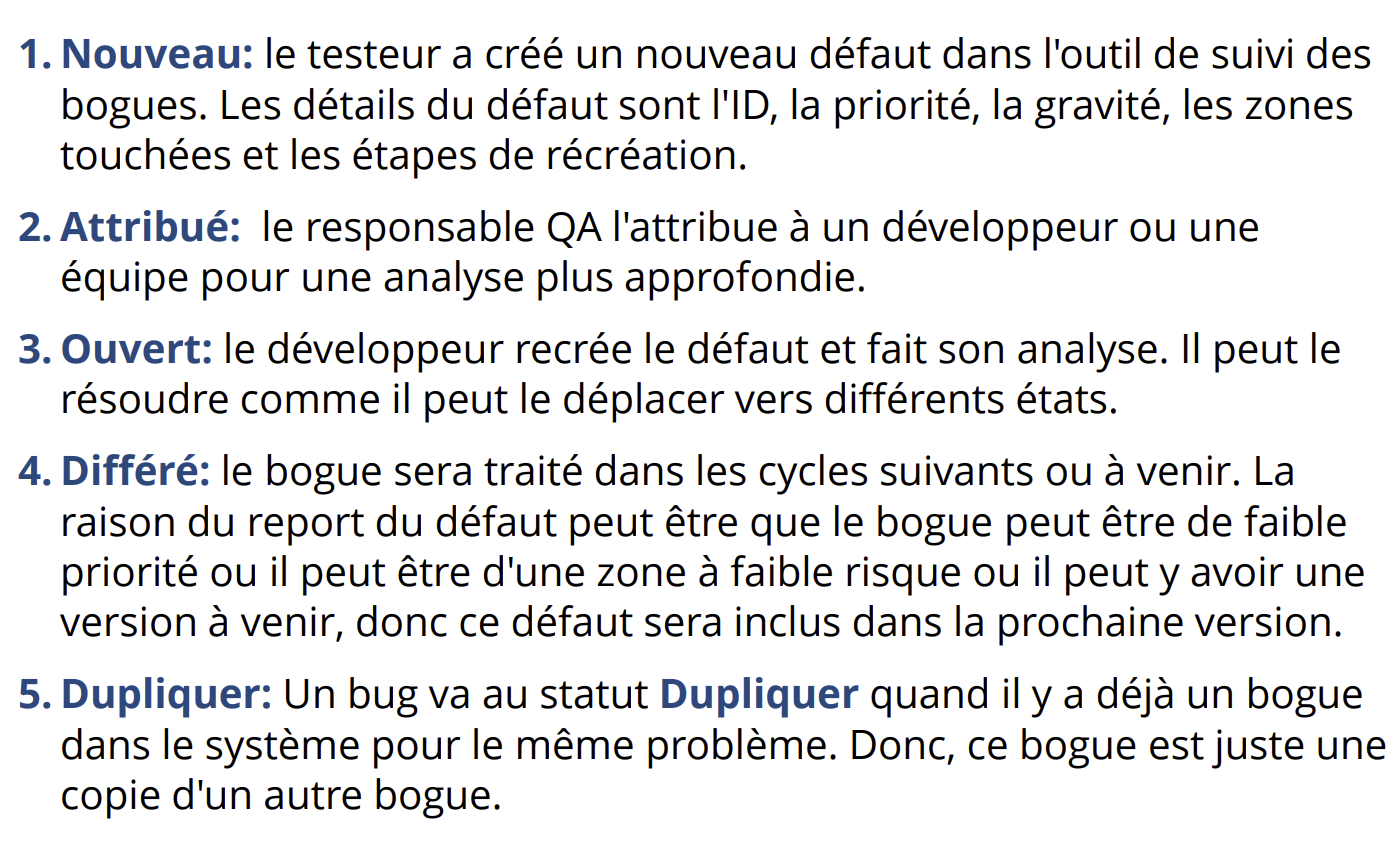 1. Nouveau: le testeur a créé un nouveau défaut dans l'outil de suivi des
bogues. Les détails du défaut sont l'ID, la priorité, la gravité, les zones
touchées et les étapes de récréation.
2. Attribué:  le responsable QA l'attribue à un développeur ou une
équipe pour une analyse plus approfondie.
3. Ouvert: le développeur recrée le défaut et fait son analyse. Il peut le
résoudre comme il peut le déplacer vers différents états.
4. Différé: le bogue sera traité dans les cycles suivants ou à venir. La
raison du report du défaut peut être que le bogue peut être de faible
priorité ou il peut être d'une zone à faible risque ou il peut y avoir une
version à venir, donc ce défaut sera inclus dans la prochaine version.
5. Dupliquer: Un bug va au statut Dupliquer quand il y a déjà un bogue
dans le système pour le même problème. Donc, ce bogue est juste une
copie d'un autre bogue.